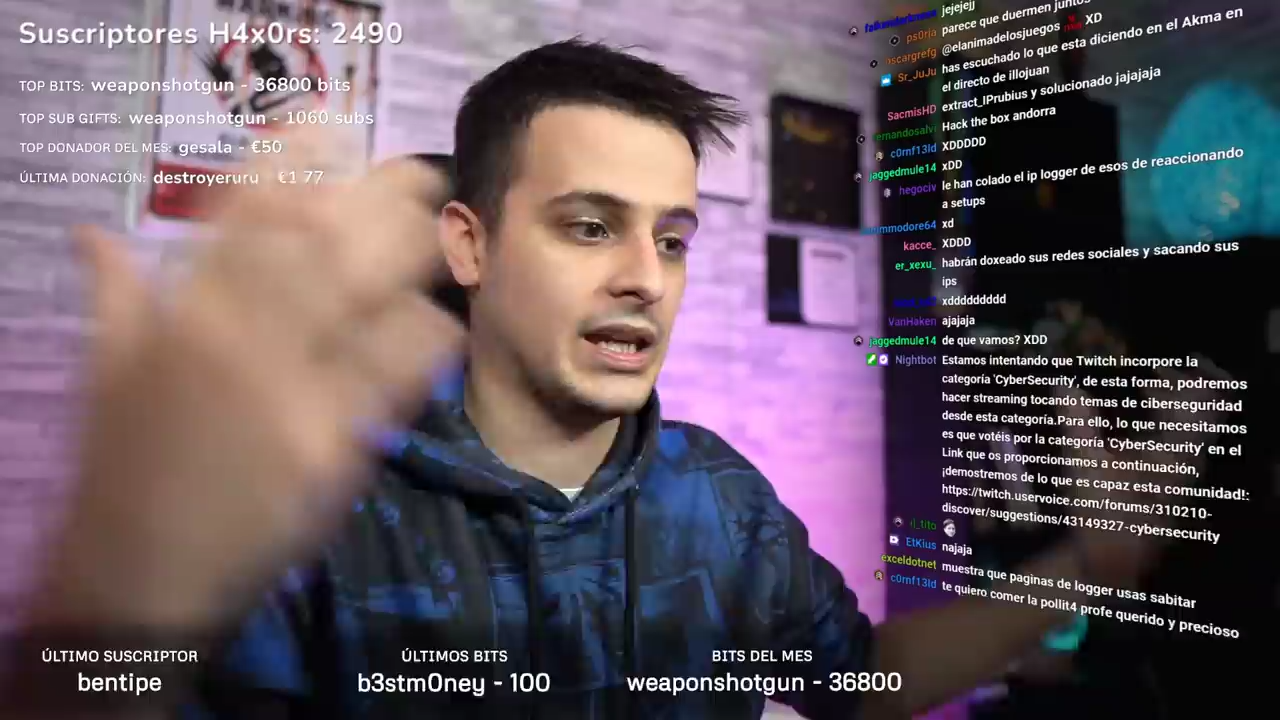 Suscriptores H4x0rs: 2490
TOP BITS: weaponshotgun - 36800 bits
TOP SUB GIFTS: weaponshotgun - 1060 subs
TOP DONADOR DEL MES: gesala - €50
ÚLTIMA DONACIÓN: destroyeruru €1 77
jejejejj
ps0rja parece que duermen juntos XD
oscargrefg @elanimadelosjuegos
Sr_JuJu has escuchado lo que esta diciendo en el Akma en
el directo de illojuan
SacmisHD extract_IPrubius y solucionado jajajaja
Hack the box andorra
c0rnf13ld XDDDDD
jaggedmule14 xDD
hegociv le han colado el ip logger de esos de reaccionando
a setups
xd
kacce_ XDDD
er_xexu_ habrán doxeado sus redes sociales y sacando sus
ips
xdddddddd
VanHaken ajajaja
jaggedmule14 de que vamos? XDD
Nightbot Estamos intentando que Twitch incorpore la
categoría 'CyberSecurity', de esta forma, podremos
hacer streaming tocando temas de ciberseguridad
desde esta categoría.Para ello, lo que necesitamos
es que votéis por la categoría 'CyberSecurity' en el
Link que os proporcionamos a continuación,
¡demostremos de lo que es capaz esta comunidad!:
https://twitch.uservoice.com/forums/310210-
discover/suggestions/43149327-cybersecurity
EtKius najaja
exceldotnet muestra que paginas de logger usas sabitar
c0rnf13ld te quiero comer la pollit4 profe querido y precioso
ÚLTIMO SUSCRIPTOR
bentipe
ÚLTIMOS BITS
b3stm0ney - 100
BITS DEL MES
weaponshotgun - 36800